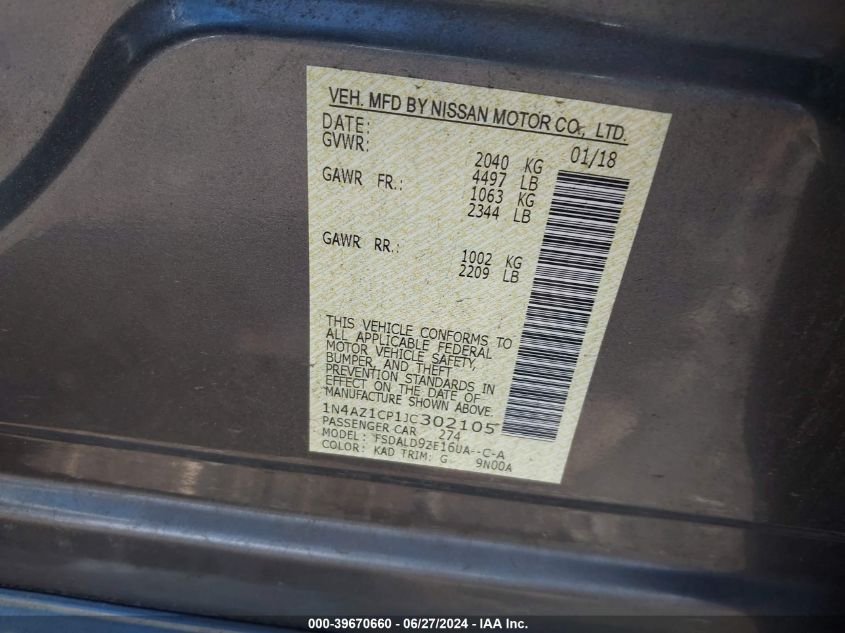 VEH. MFD BY NISSAN MOTOR CO., LTD.
DATE: 01/18
GVWR: 2040 KG
4497 LB
GAWR FR.: 1063 KG
2344 LB
GAWR RR.: 1002 KG
2209 LB
THIS VEHICLE CONFORMS TO
ALL APPLICABLE FEDERAL
MOTOR VEHICLE SAFETY,
BUMPER, AND THEFT
PREVENTION STANDARDS IN
EFFECT ON THE DATE OF
MANUFACTURE SHOWN ABOVE.
1N4AZ1CP1JC302105
PASSENGER CAR 274
MODEL: FSDALD92E16UA--C-A
COLOR: KAD TRIM: G 9N00A
000-39670660 - 06/27/2024 - IAA Inc.